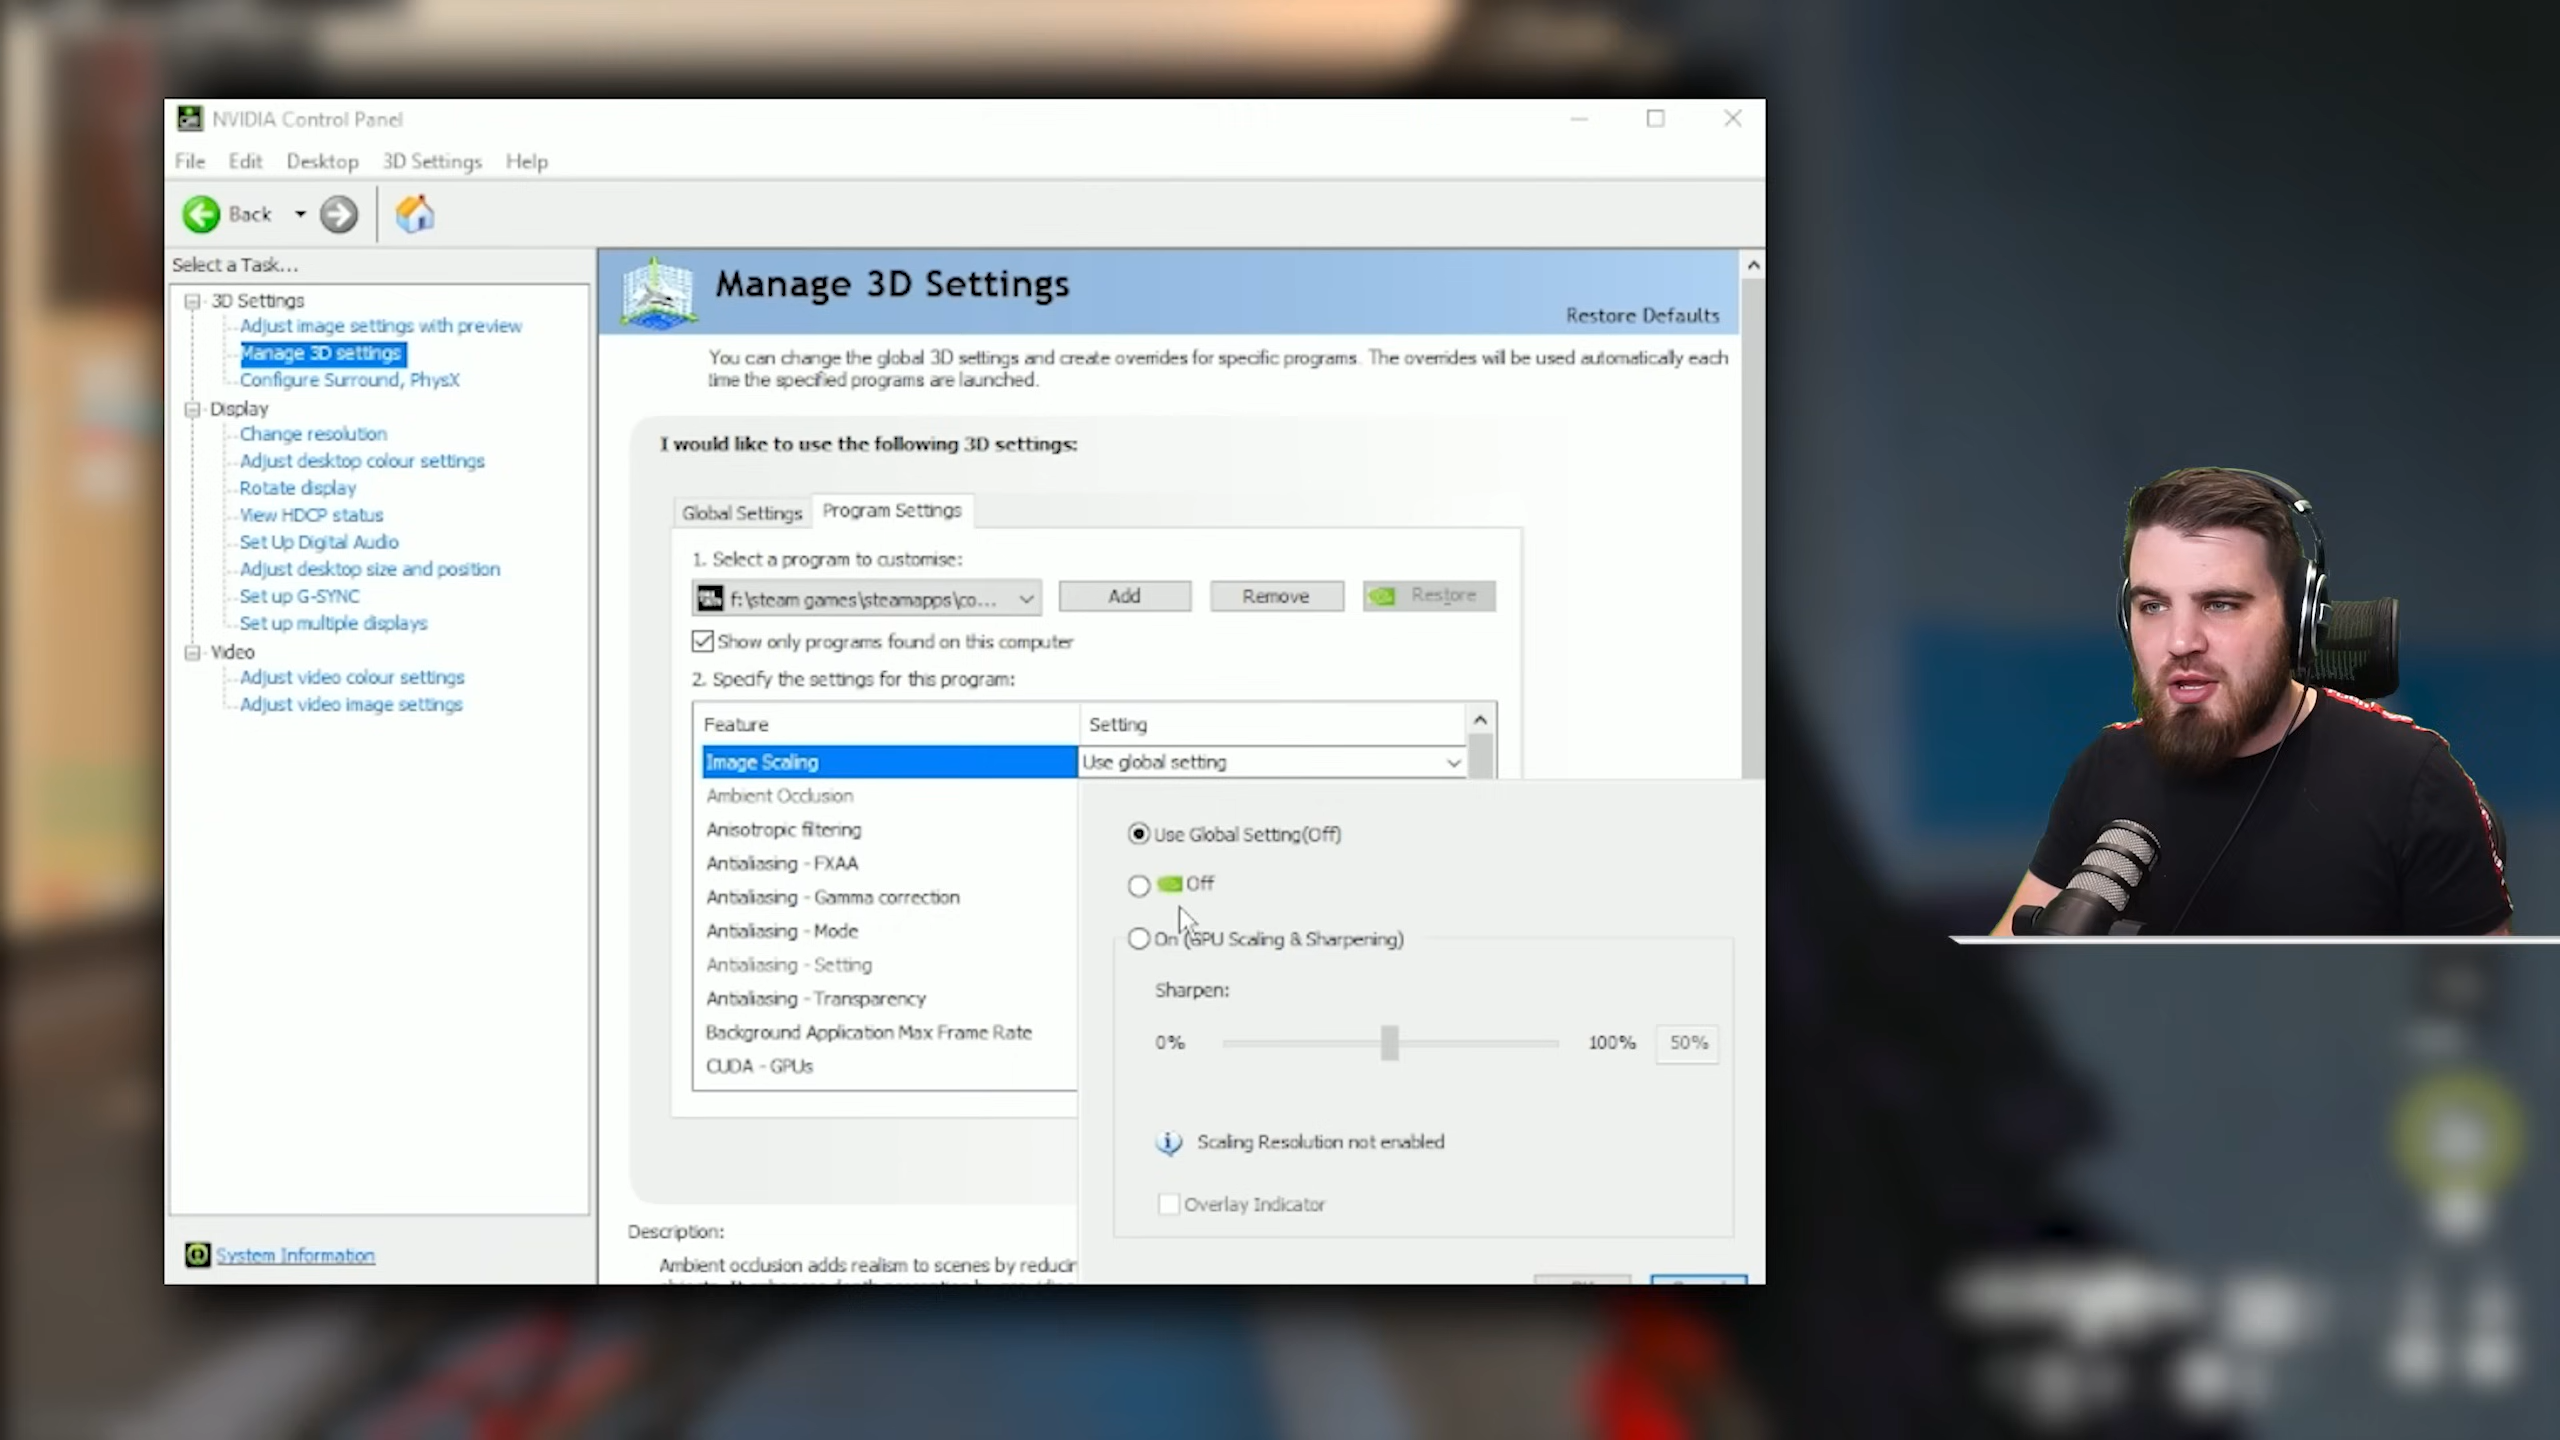 NVIDIA Control Panel
File Edit Desktop 3D Settings Help
Back
Select a Task...
3D Settings
Adjust image settings with preview
Manage 3D settings
Configure Surround, PhysX
Display
Change resolution
Adjust desktop colour settings
Rotate display
View HDCP status
Set Up Digital Audio
Adjust desktop size and position
Set up G-SYNC
Set up multiple displays
Video
Adjust video colour settings
Adjust video image settings
System Information
Manage 3D Settings
Restore Defaults
You can change the global 3D settings and create overrides for specific programs. The overrides will be used automatically each
time the specified programs are launched.
I would like to use the following 3D settings:
Global Settings Program Settings
1. Select a program to customise:
f:\steam games\steamapps\co... Add Remove Restore
Show only programs found on this computer
2. Specify the settings for this program:
Feature Setting
Image Scaling Use global setting
Ambient Occlusion
Anisotropic filtering
Antialiasing - FXAA
Antialiasing - Gamma correction
Antialiasing - Mode
Antialiasing - Setting
Antialiasing - Transparency
Background Application Max Frame Rate
CUDA - GPUs
Use Global Setting(Off)
Off
On (GPU Scaling & Sharpening)
Sharpen:
0% 100% 50%
Scaling Resolution not enabled
Overlay Indicator
Description:
Ambient occlusion adds realism to scenes by reducin